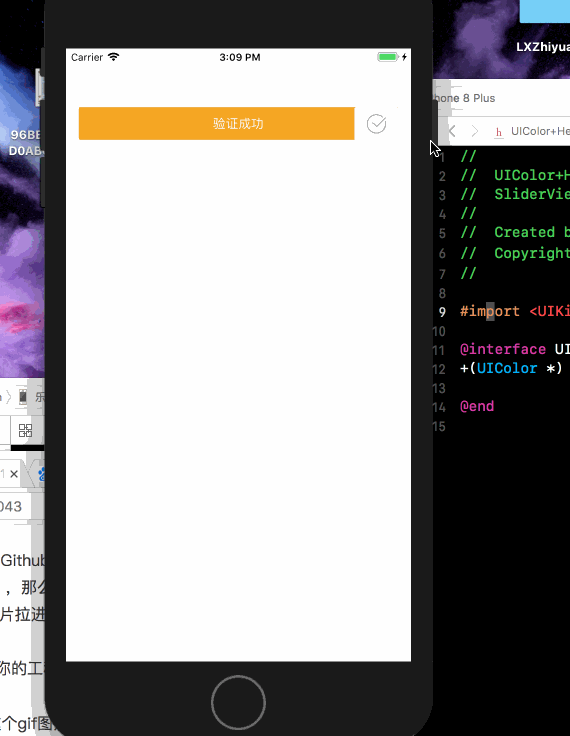 LXZhiyua
Carrier
3:09 PM
hone 8 Plus
验证成功
h UIColor+He
96BE
D0AB
1 //
2 // UIColor+H
3 // SliderVie
4 //
5 // Created b
6 // Copyright
7 //
8
9 #import <UIKi
10
11 @interface UI
12 +(UIColor *)
13
14 @end
15
乐
043
Github
，那么
片拉进
你的工
个gif图